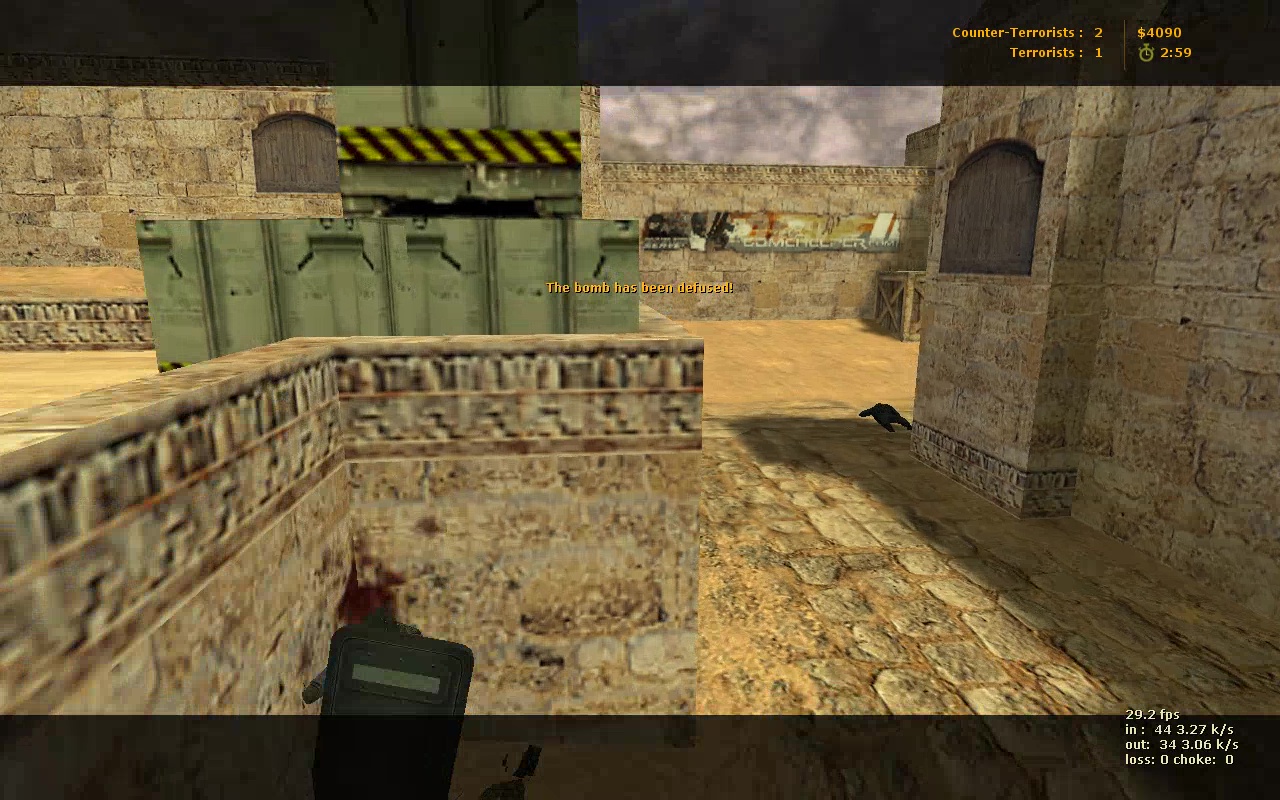 Counter-Terrorists : 2 $4090
Terrorists : 1 2:59
The bomb has been defused!
29.2 fps
in : 44 3.27 k/s
out: 34 3.06 k/s
loss: 0 choke: 0